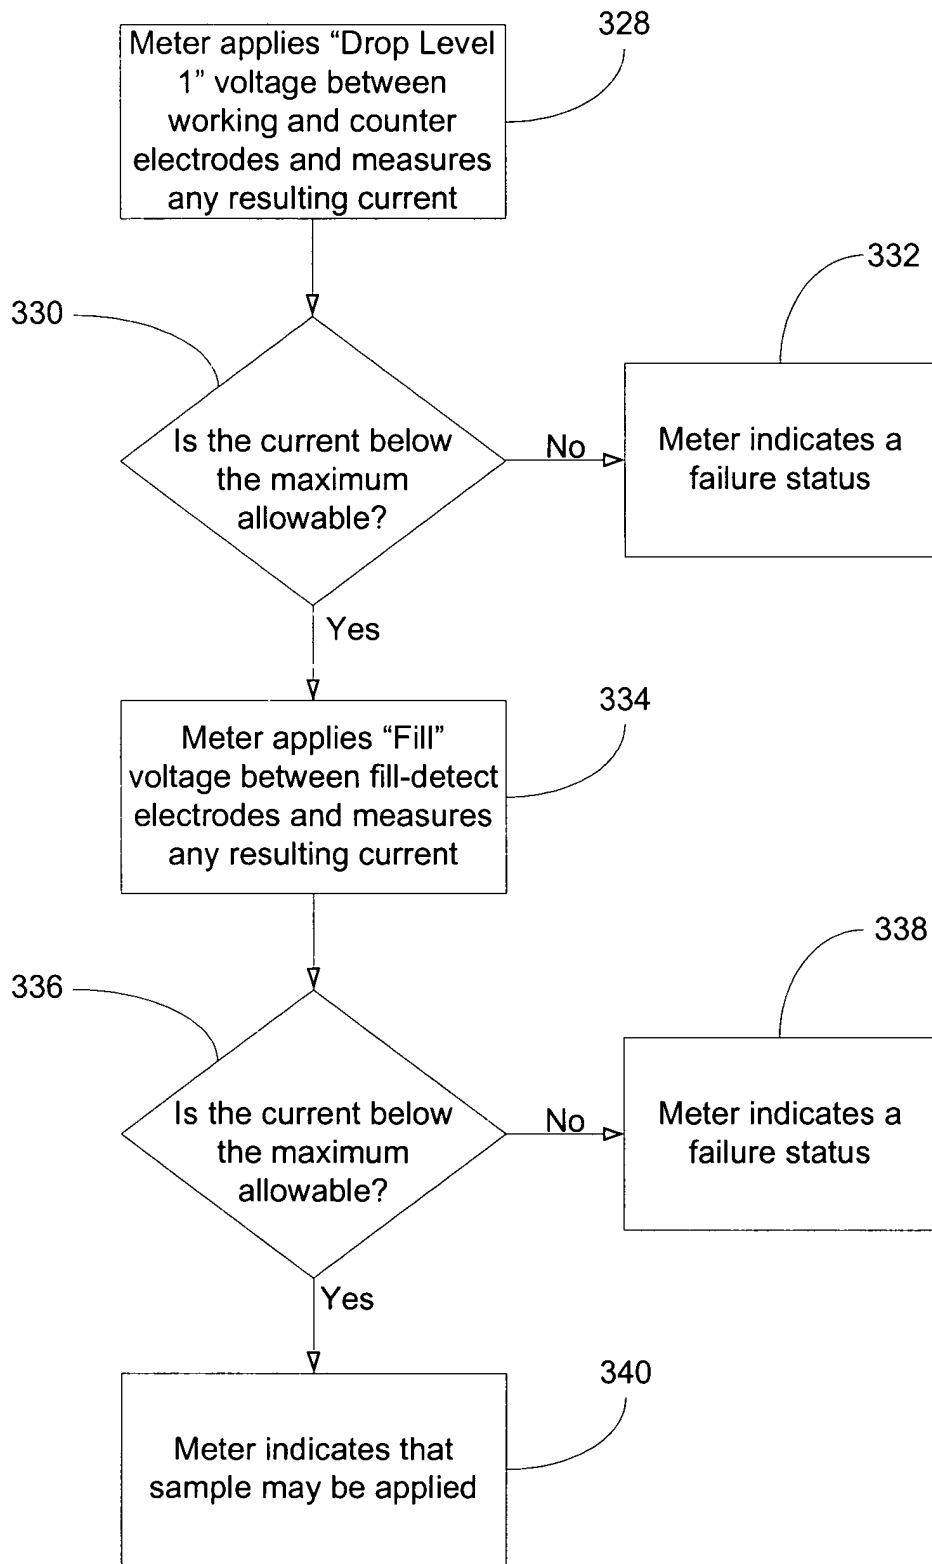 328
Meter applies “Drop Level
1” voltage between
working and counter
electrodes and measures
any resulting current
332
330
Is the current below
the maximum
allowable?
No
Meter indicates a
failure status
Yes
334
Meter applies “Fill”
voltage between fill-detect
electrodes and measures
any resulting current
338
336
Is the current below
the maximum
allowable?
No
Meter indicates a
failure status
Yes
340
Meter indicates that
sample may be applied